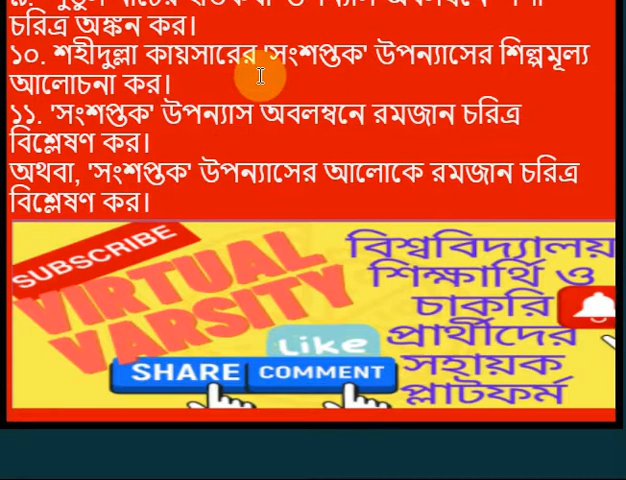 চরিত্র অঙ্কন কর।
১০. শহীদুল্লা কায়সারের 'সংশপ্তক' উপন্যাসের শিল্পমূল্য
আলোচনা কর।
১১. 'সংশপ্তক' উপন্যাস অবলম্বনে রমজান চরিত্র
বিশ্লেষণ কর।
অথবা, 'সংশপ্তক' উপন্যাসের আলোকে রমজান চরিত্র
বিশ্লেষণ কর।
SUBSCRIBE
VIRTUAL
VARSITY
Like
SHARE
COMMENT
বিশ্ববিদ্যালয়
শিক্ষার্থি ও
চাকরি
প্রার্থীদের
সহায়ক
প্লাটফর্ম